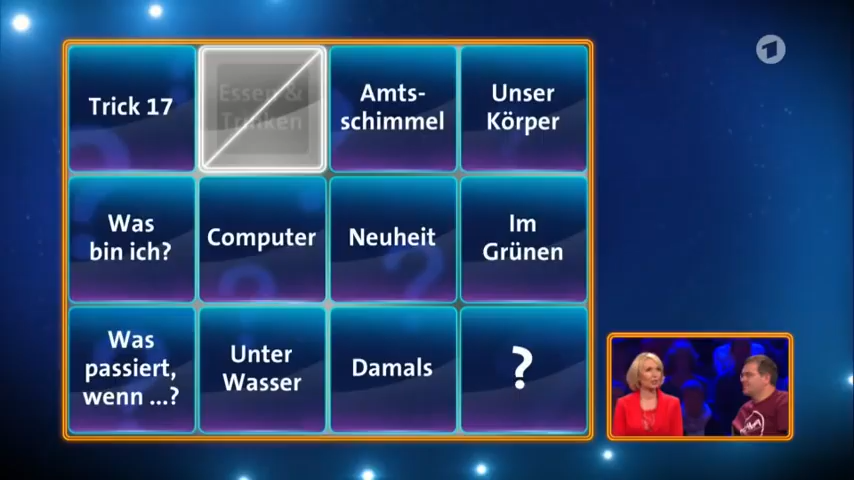 Trick 17
Essen &
Trinken
Amts-
schimmel
Unser
Körper
Was
bin ich?
Computer
Neuheit
Im
Grünen
Was
passiert,
wenn ...?
Unter
Wasser
Damals
?
1